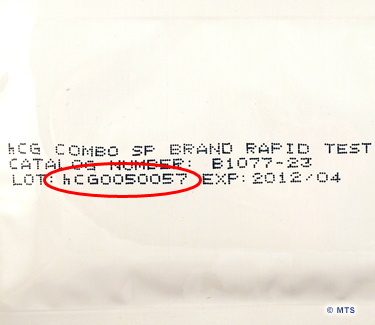 hCG COMBO SP BRAND RAPID TEST
CATALOG NUMBER: B1077-23
LOT: hCG0050057 EXP: 2012/04
© MTS